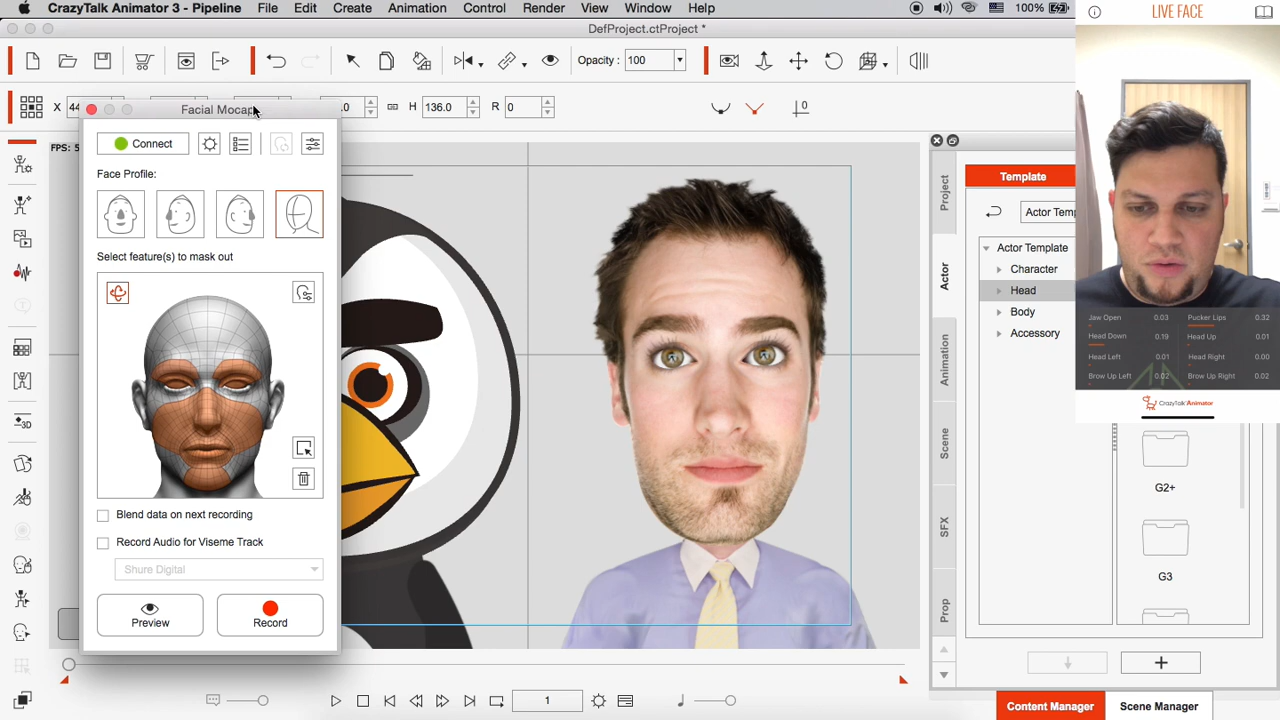 CrazyTalk Animator 3 - Pipeline File Edit Create Animation Control Render View Window Help 100%
DefProject.ctProject *
Opacity : 100
X 44 .0 H 136.0 R 0
Facial Mocap
FPS: 5
Connect
Face Profile:
Select feature(s) to mask out
Blend data on next recording
Record Audio for Viseme Track
Shure Digital
Preview
Record
1
Project
Actor
Animation
Scene
SFX
Prop
Template
Actor Temp
Actor Template
Character
Head
Body
Accessory
G2+
G3
Content Manager
Scene Manager
LIVE FACE
Jaw Open 0.03 Pucker Lips 0.32
Head Down 0.19 Head Up 0.01
Head Left 0.01 Head Right 0.00
Brow Up Left 0.02 Brow Up Right 0.02
CrazyTalk Animator